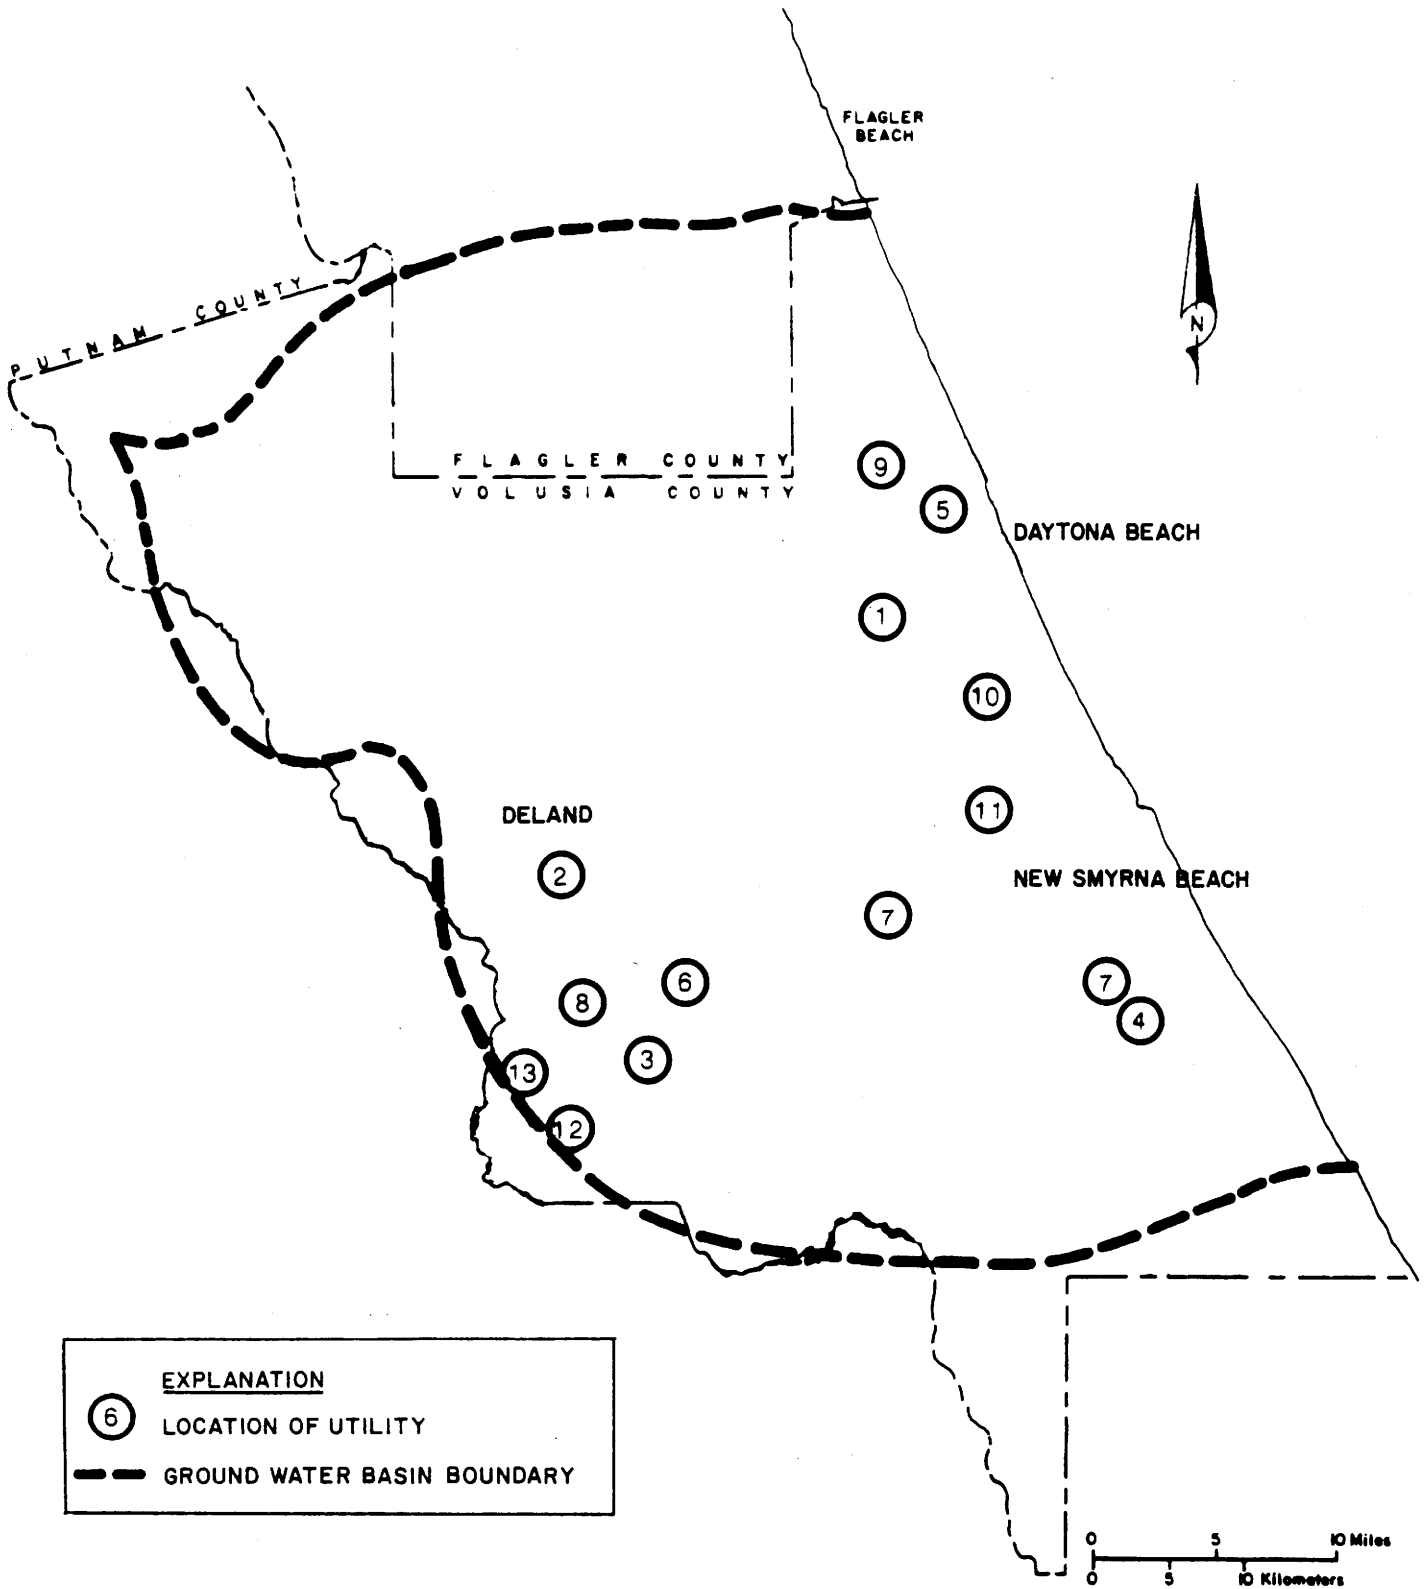 FLAGLER
BEACH
N
PUTNAM COUNTY
FLAGLER COUNTY
VOLUSIA COUNTY
9
5
DAYTONA BEACH
1
10
11
DELAND
2
NEW SMYRNA BEACH
7
6
7
8
4
3
13
12
EXPLANATION
6
LOCATION OF UTILITY
GROUND WATER BASIN BOUNDARY
0 5 10 Miles
0 5 10 Kilometers